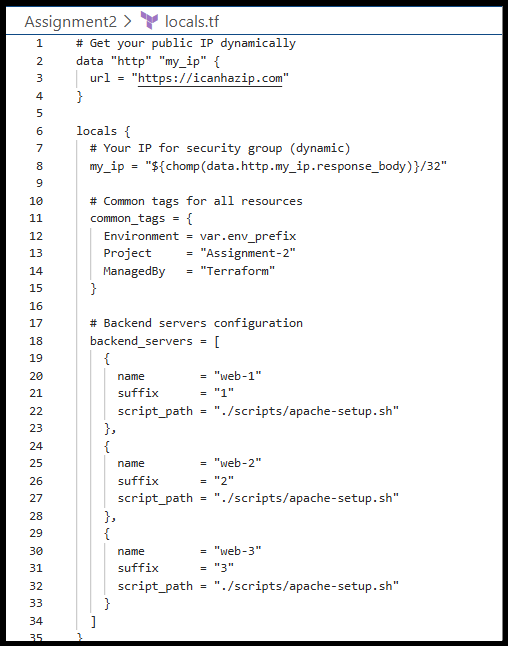 Assignment2 > locals.tf
1 # Get your public IP dynamically
2 data "http" "my_ip" {
3   url = "https://icanhazip.com"
4 }
5
6 locals {
7   # Your IP for security group (dynamic)
8   my_ip = "${chomp(data.http.my_ip.response_body)}/32"
9
10   # Common tags for all resources
11   common_tags = {
12     Environment = var.env_prefix
13     Project     = "Assignment-2"
14     ManagedBy   = "Terraform"
15   }
16
17   # Backend servers configuration
18   backend_servers = [
19     {
20       name        = "web-1"
21       suffix      = "1"
22       script_path = "./scripts/apache-setup.sh"
23     },
24     {
25       name        = "web-2"
26       suffix      = "2"
27       script_path = "./scripts/apache-setup.sh"
28     },
29     {
30       name        = "web-3"
31       suffix      = "3"
32       script_path = "./scripts/apache-setup.sh"
33     }
34   ]
35 }